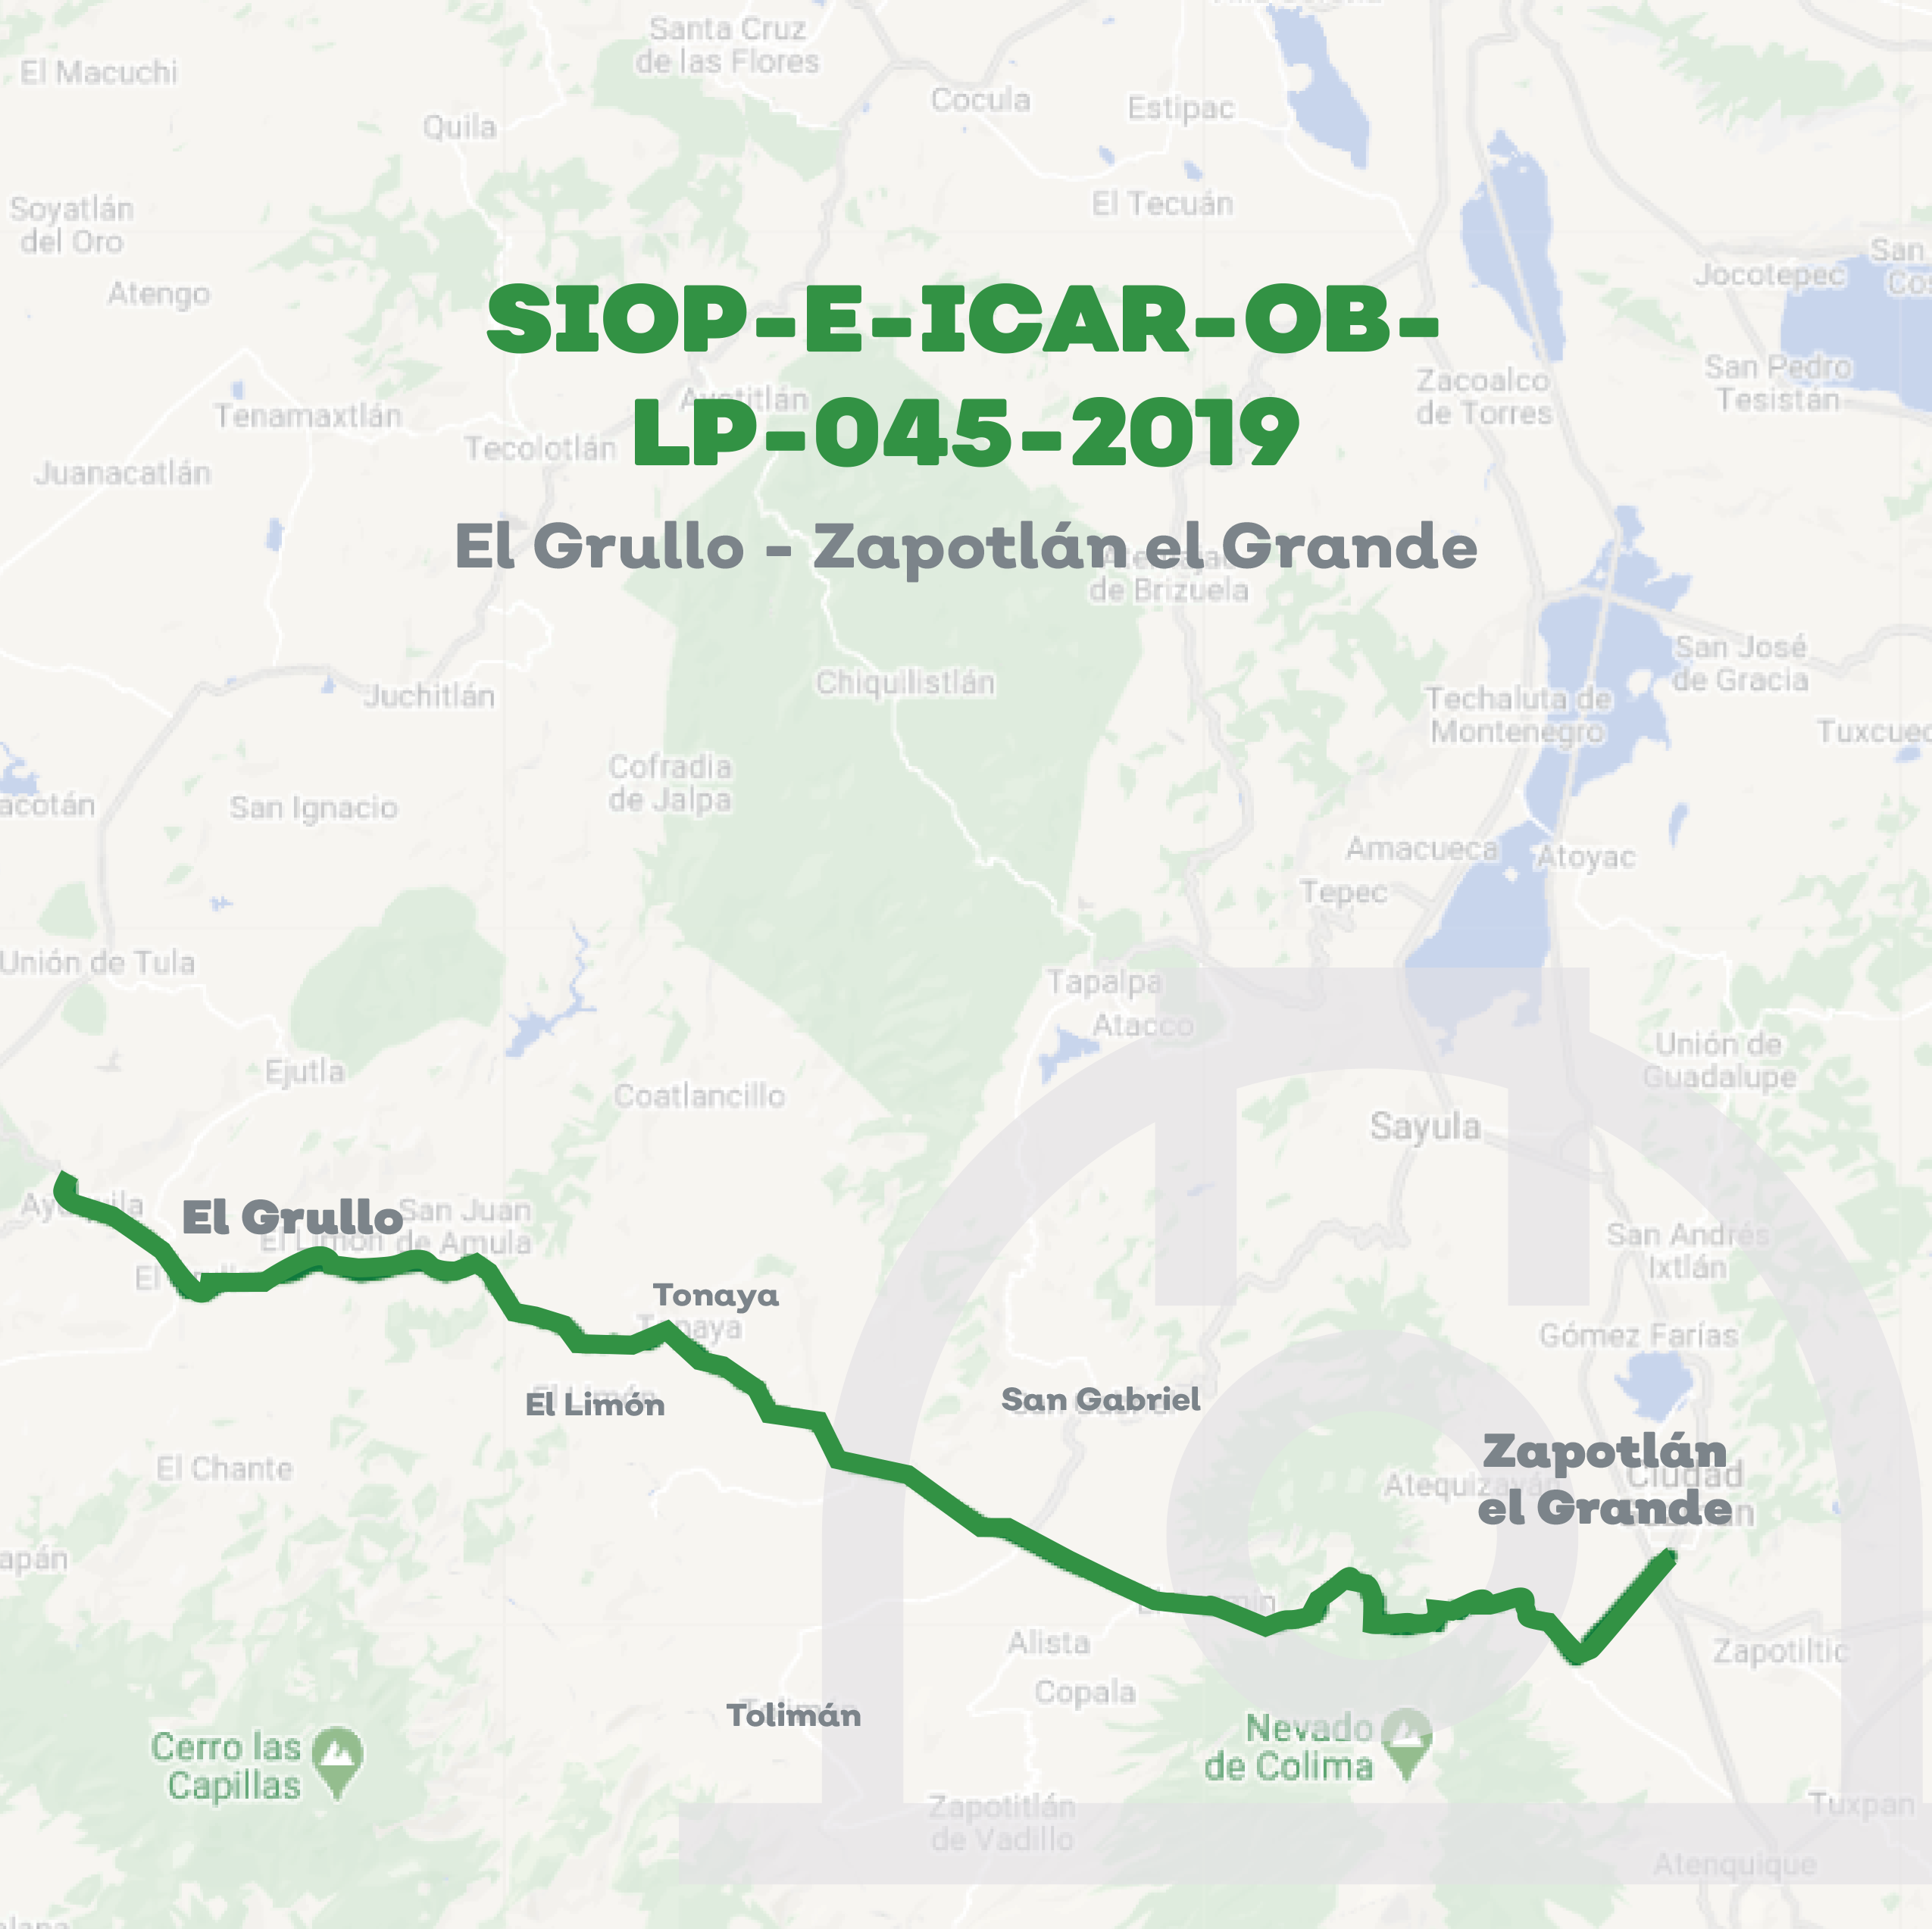 Santa Cruz
de las Flores
El Macuchi
Cocula
Estipac
Quila
El Tecuán
Soyatlán
del Oro
San
Jocotepec
Atengo
SIOP-E-ICAR-OB-
LP-045-2019
San Pedro
Tesistán
Zacoalco
de Torres
Tenamaxtlán
Tecolotlán
Juanacatlán
El Grullo - Zapotlán el Grande
de Brizuela
San José
de Gracia
Chiquilistlán
Juchitlán
Techaluta de
Montenegro
Cofradia
de Jalpa
San Ignacio
Amacueca
Atoyac
Tepec
Unión de Tula
Tapalpa
Atacco
Unión de
Guadalupe
Ejutla
Coatlancillo
Sayula
El Grullo
San Juan
de Amula
El Limón
San Andrés
Ixtlán
Tonaya
Tonaya
Gómez Farías
El Limón
San Gabriel
Zapotlán
el Grande
Ciudad
El Chante
Alista
Zapotiltic
Copala
Tolimán
Nevado
de Colima
Cerro las
Capillas
Zapotitlán
de Vadillo
Tuxpan
Atenquique